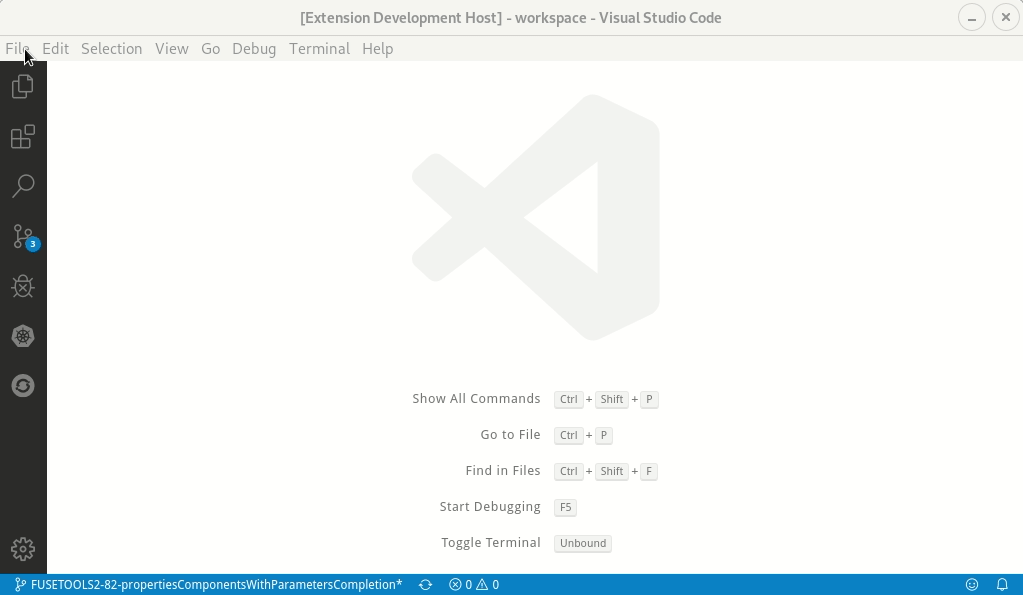 [Extension Development Host] - workspace - Visual Studio Code
File Edit Selection View Go Debug Terminal Help
3
Show All Commands Ctrl + Shift + P
Go to File Ctrl + P
Find in Files Ctrl + Shift + F
Start Debugging F5
Toggle Terminal Unbound
FUSETOOLS2-82-propertiesComponentsWithParametersCompletion* 0 0